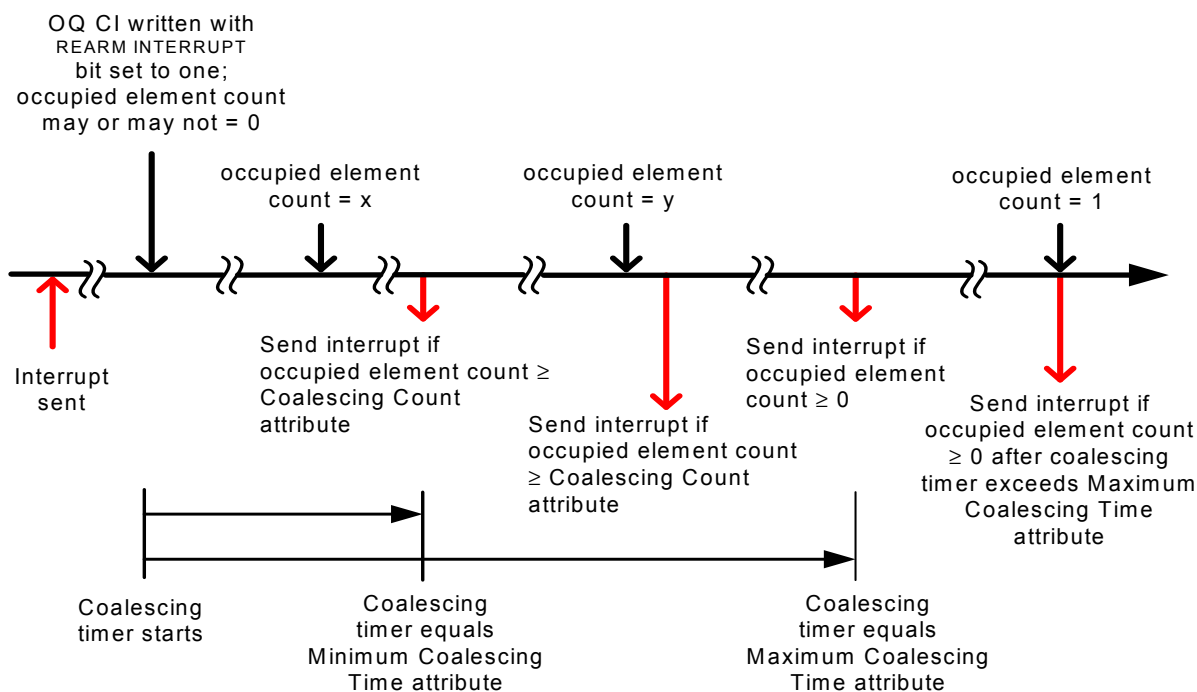 OQ CI written with
REARM INTERRUPT
bit set to one;
occupied element count
may or may not = 0
occupied element
count = x
occupied element
count = y
occupied element
count = 1
Interrupt
sent
Send interrupt if
occupied element count ≥
Coalescing Count
attribute
Send interrupt if
occupied element count
≥ Coalescing Count
attribute
Send interrupt if
occupied element
count ≥ 0
Send interrupt if
occupied element count
≥ 0 after coalescing
timer exceeds Maximum
Coalescing Time
attribute
Coalescing
timer starts
Coalescing
timer equals
Minimum Coalescing
Time attribute
Coalescing
timer equals
Maximum Coalescing
Time attribute